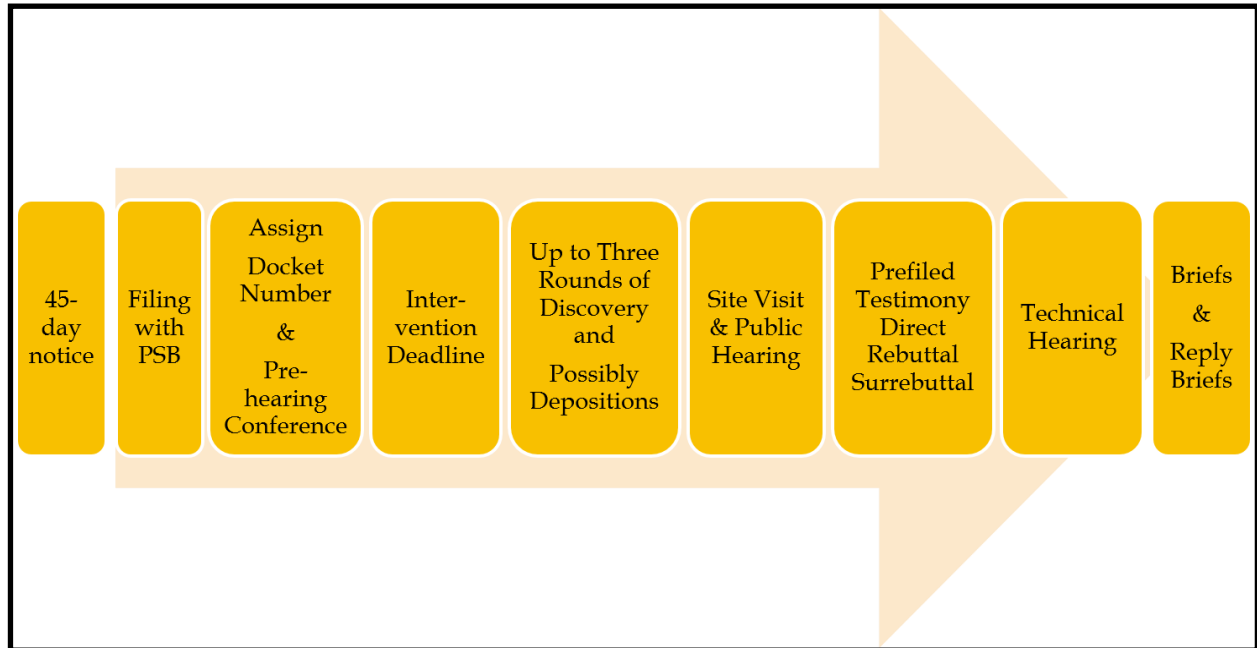 45-
day
notice
Filing
with
PSB
Assign
Docket
Number
&
Pre-
hearing
Conference
Inter-
vention
Deadline
Up to Three
Rounds of
Discovery
and
Possibly
Depositions
Site Visit
& Public
Hearing
Prefiled
Testimony
Direct
Rebuttal
Surrebuttal
Technical
Hearing
Briefs
&
Reply
Briefs